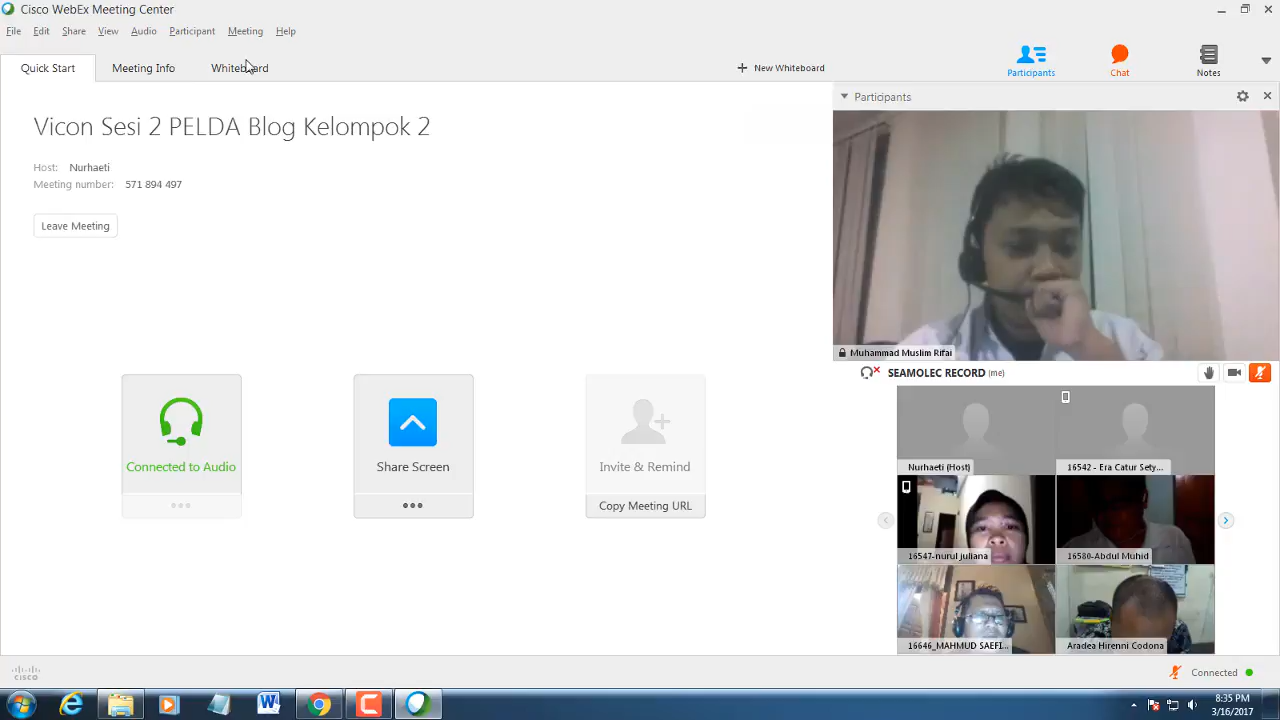 Cisco WebEx Meeting Center
File Edit Share View Audio Participant Meeting Help
Quick Start Meeting Info Whiteboard
+ New Whiteboard
Participants Chat Notes
Participants
Vicon Sesi 2 PELDA Blog Kelompok 2
Host: Nurhaeti
Meeting number: 571 894 497
Leave Meeting
Muhammad Muslim Rifai
SEAMOLEC RECORD (me)
Connected to Audio
Share Screen
Invite & Remind
Copy Meeting URL
Nurhaeti (Host)
16542 - Era Catur Sety...
16547-nurul juliana
16580-Abdul Muhid
16646_MAHMUD SAEFI...
Aradea Hirenni Codona
cisco
Connected
8:35 PM
3/16/2017